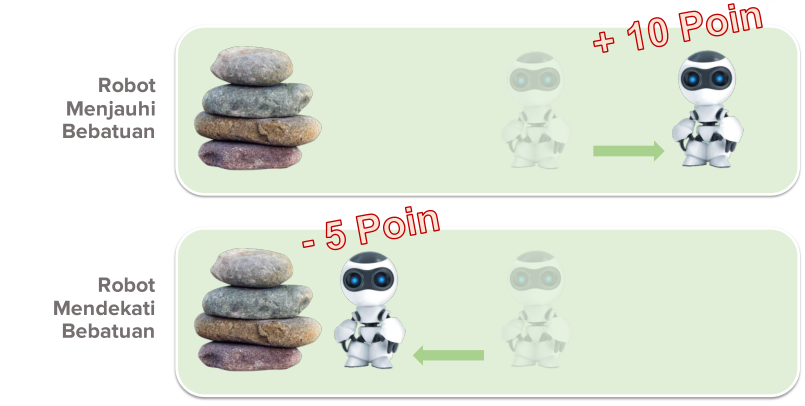 + 10 Poin
Robot
Menjauhi
Bebatuan
- 5 Poin
Robot
Mendekati
Bebatuan